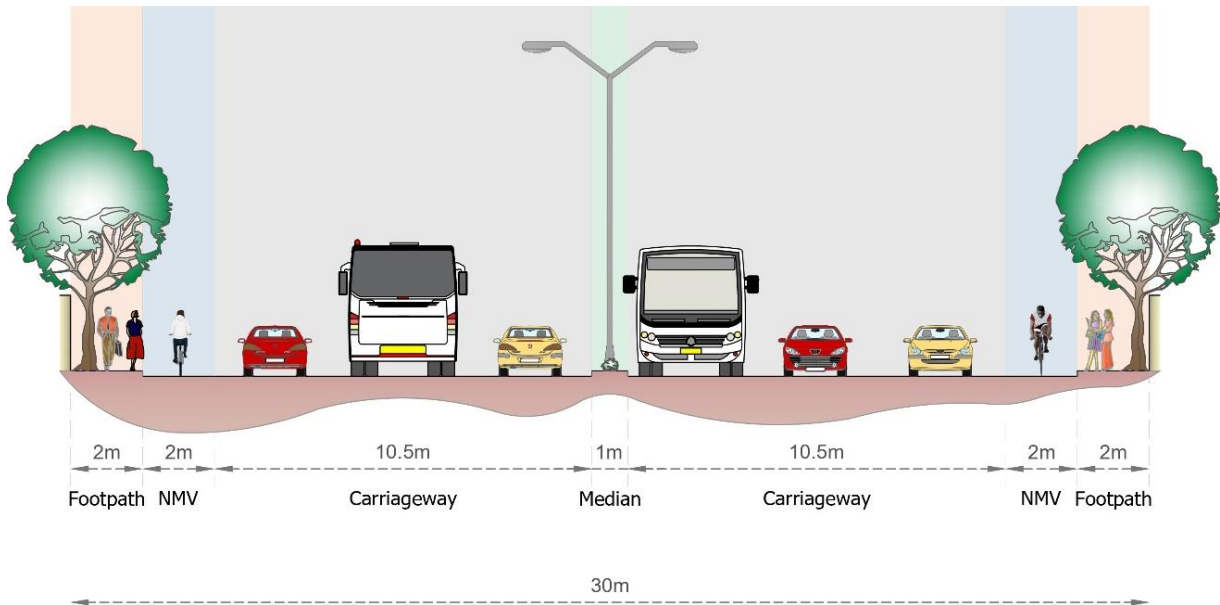 2m 2m 10.5m 1m 10.5m 2m 2m
Footpath NMV Carriageway Median Carriageway NMV Footpath
30m